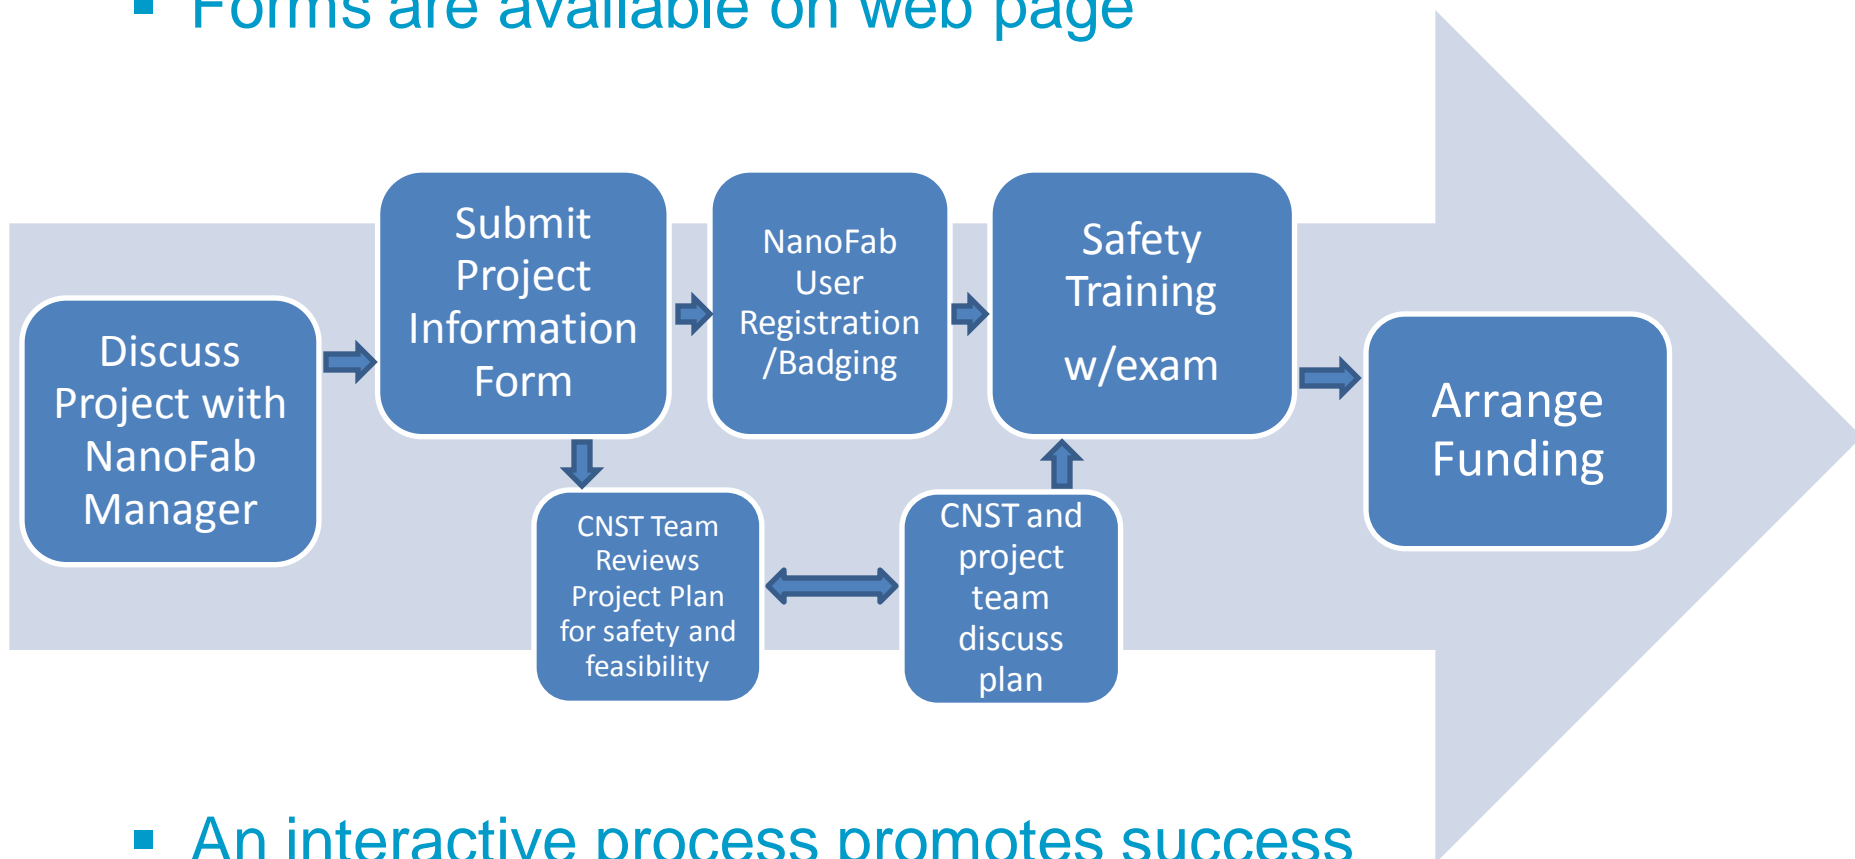 ▪ Forms are available on web page
Discuss
Project with
NanoFab
Manager
Submit
Project
Information
Form
NanoFab
User
Registration
/Badging
Safety
Training
w/exam
CNST Team
Reviews
Project Plan
for safety and
feasibility
CNST and
project
team
discuss
plan
Arrange
Funding
▪ An interactive process promotes success